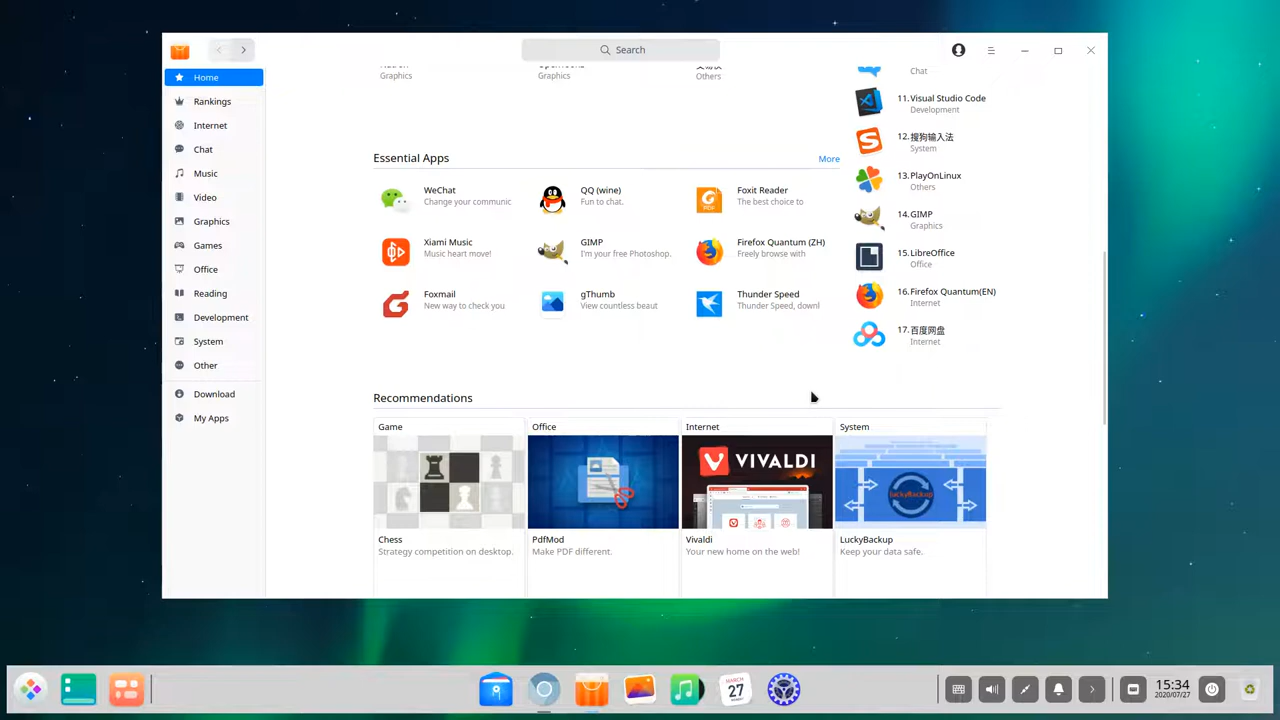 Search
Home
Rankings
Internet
Chat
Music
Video
Graphics
Games
Office
Reading
Development
System
Other
Download
My Apps
Graphics
Graphics
Others
Essential Apps
More
WeChat
Change your communic
QQ (wine)
Fun to chat.
Foxit Reader
The best choice to
Xiami Music
Music heart move!
GIMP
I'm your free Photoshop.
Firefox Quantum (ZH)
Freely browse with
Foxmail
New way to check you
gThumb
View countless beaut
Thunder Speed
Thunder Speed, downl
Chat
11. Visual Studio Code
Development
12. 搜狗输入法
System
13. PlayOnLinux
Others
14. GIMP
Graphics
15. LibreOffice
Office
16. Firefox Quantum(EN)
Internet
17. 百度网盘
Internet
Recommendations
Game
Office
Internet
System
VIVALDI
luckyBackup
Chess
Strategy competition on desktop.
PdfMod
Make PDF different.
Vivaldi
Your new home on the web!
LuckyBackup
Keep your data safe.
MARCH
27
15:34
2020/07/27